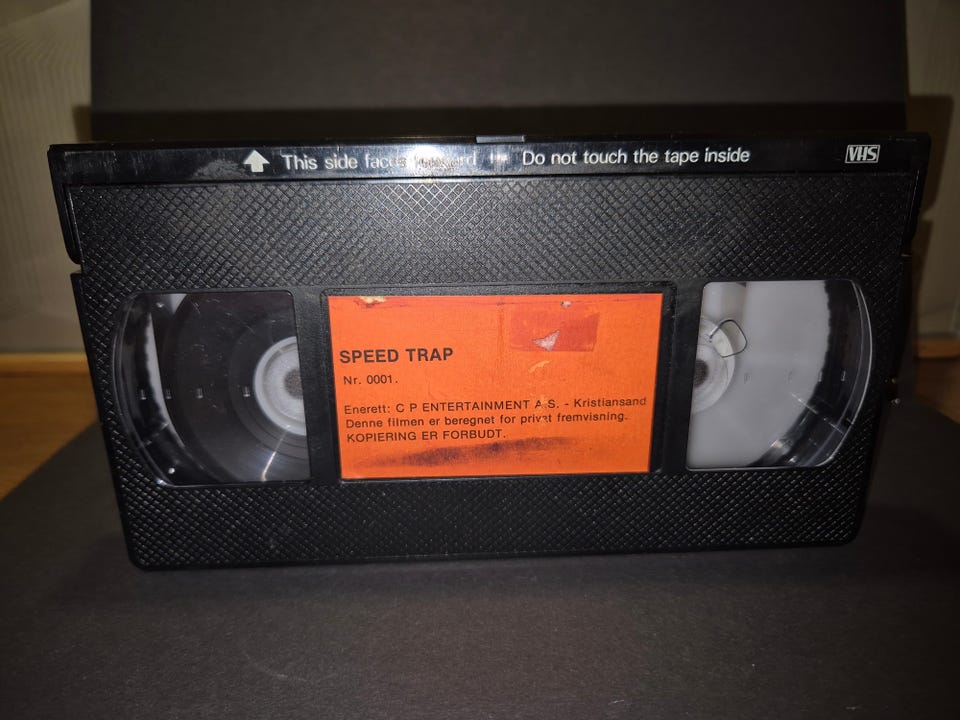 This side faces Do not touch the tape inside VHS
SPEED TRAP
Nr. 0001.
Enerett: C P ENTERTAINMENT A.S. - Kristiansand
Denne filmen er beregnet for privat fremvisning.
KOPIERING ER FORBUDT.